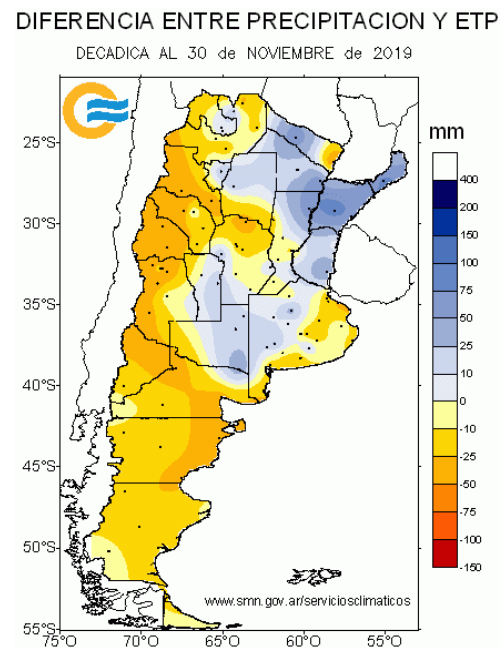 DIFERENCIA ENTRE PRECIPITACION Y ETP
DECADICA AL 30 de NOVIEMBRE de 2019
mm
400
200
150
100
75
50
25
10
0
-10
-25
-50
-75
-100
-150
25°S
30°S
35°S
40°S
45°S
50°S
55°S
75°O
70°O
65°O
60°O
55°O
www.smn.gov.ar/serviciosclimaticos